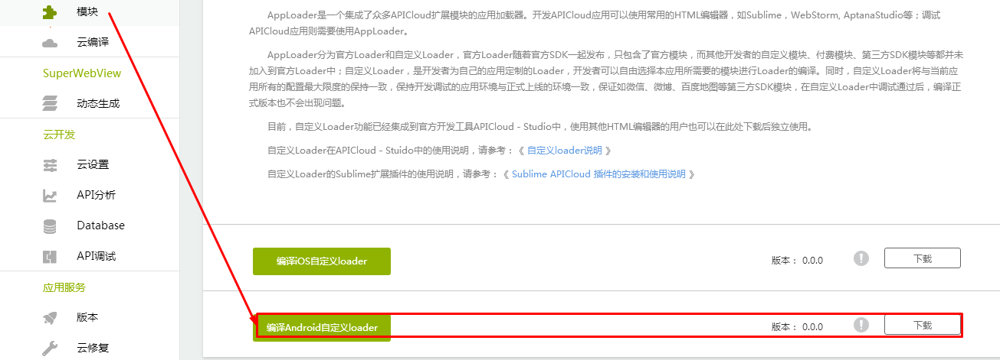 模块
云编译
SuperWebView
动态生成
云开发
云设置
API分析
Database
API调试
应用服务
版本
云修复
AppLoader是一个集成了众多APICloud扩展模块的应用加载器。开发APICloud应用可以使用常用的HTML编辑器，如Sublime，WebStorm, AptanaStudio等；调试
APICloud应用则需要使用AppLoader。
AppLoader分为官方Loader和自定义Loader，官方Loader随着官方SDK一起发布，只包含了官方模块，而其他开发者的自定义模块、付费模块、第三方SDK模块等都并未
加入到官方Loader中；自定义Loader，是开发者为自己的应用定制的Loader，开发者可以自由选择本应用所需要的模块进行Loader的编译。同时，自定义Loader将与当前应
用所有的配置最大限度的保持一致，保持开发调试的应用环境与正式上线的环境一致，保证如微信、微博、百度地图等第三方SDK模块，在自定义Loader中调试通过后，编译正
式版本也不会出现问题。
目前，自定义Loader功能已经集成到官方开发工具APICloud - Studio中，使用其他HTML编辑器的用户也可以在此处下载后独立使用。
自定义Loader在APICloud - Stuido中的使用说明，请参考：《 自定义loader说明 》
自定义Loader的Sublime扩展插件的使用说明，请参考：《 Sublime APICloud 插件的安装和使用说明 》
编译iOS自定义loader 版本： 0.0.0 ! 下载
编译Android自定义loader 版本： 0.0.0 ! 下载